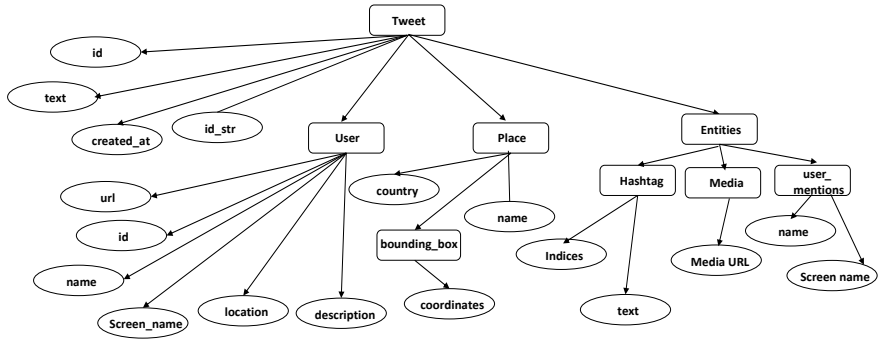 Tweet
id
text
created_at
id_str
User
Place
Entities
url
country
name
Hashtag
Media
user_
mentions
id
bounding_box
name
Indices
Media URL
name
Screen name
Screen_name
location
description
coordinates
text